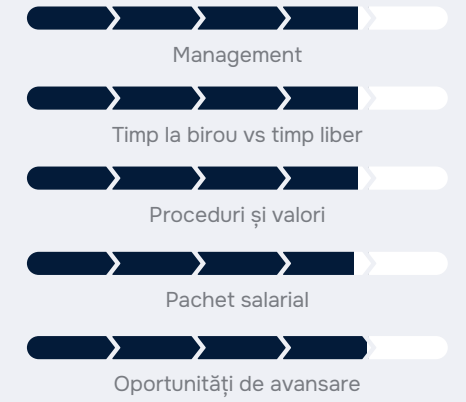 Management
Timp la birou vs timp liber
Proceduri și valori
Pachet salarial
Oportunități de avansare